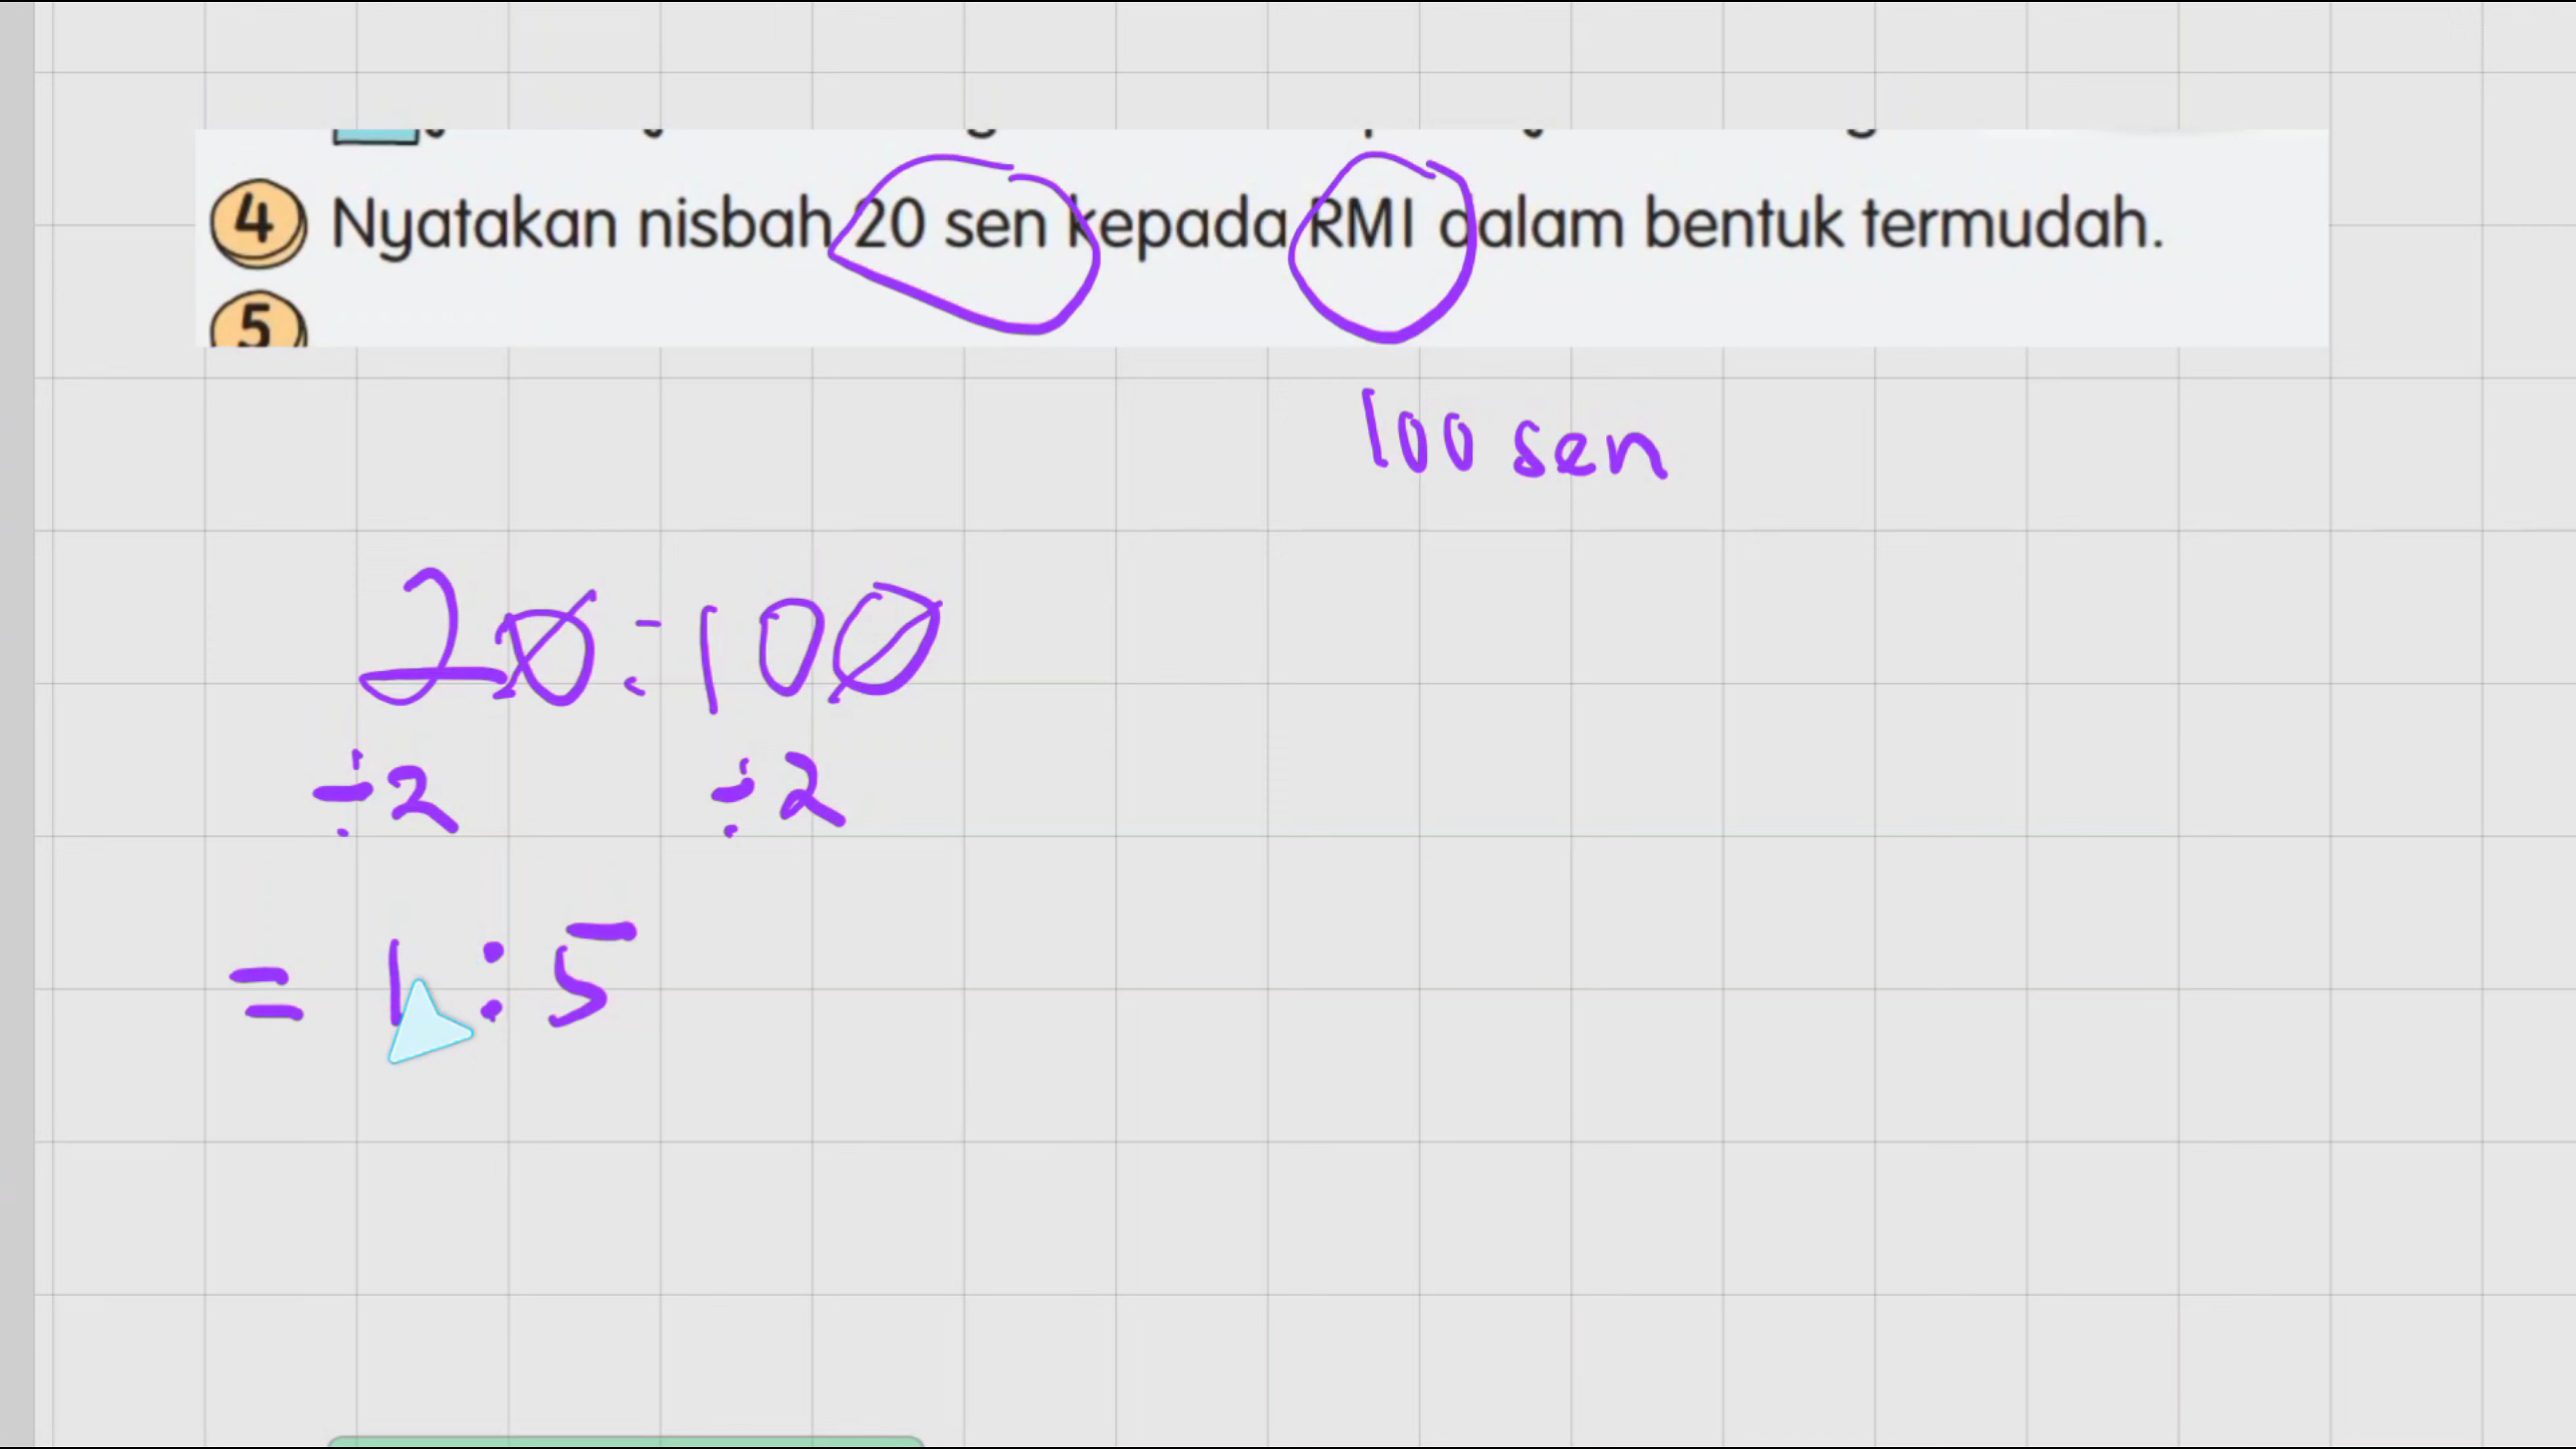 4 Nyatakan nisbah 20 sen kepada RM1 dalam bentuk termudah.
5
100 sen
20 : 100
÷2 ÷2
= 1 : 5